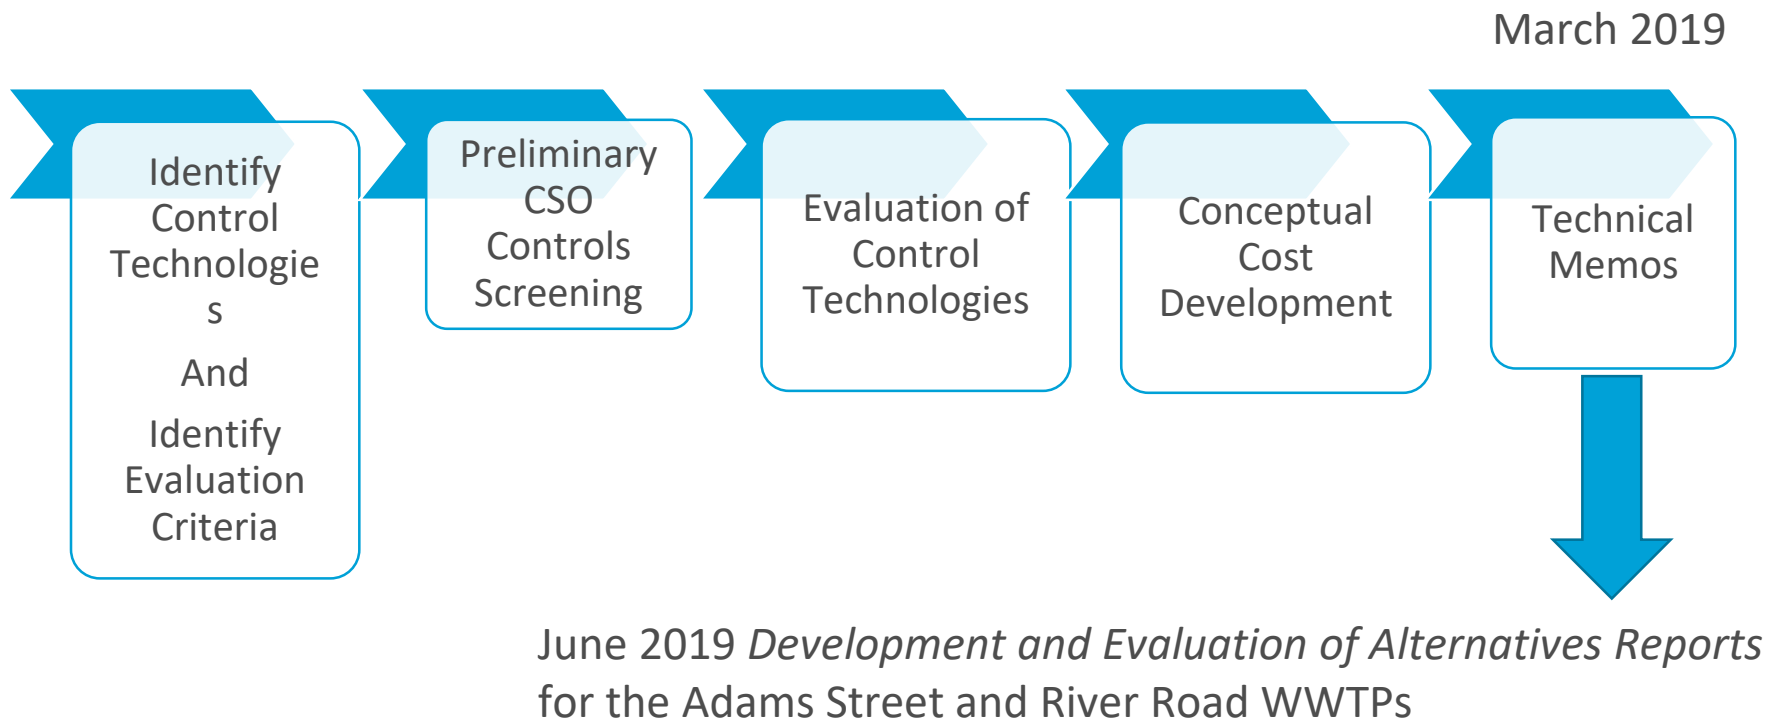 March 2019
Identify
Control
Technologie
s
And
Identify
Evaluation
Criteria
Preliminary
CSO
Controls
Screening
Evaluation of
Control
Technologies
Conceptual
Cost
Development
Technical
Memos
June 2019 Development and Evaluation of Alternatives Reports
for the Adams Street and River Road WWTPs